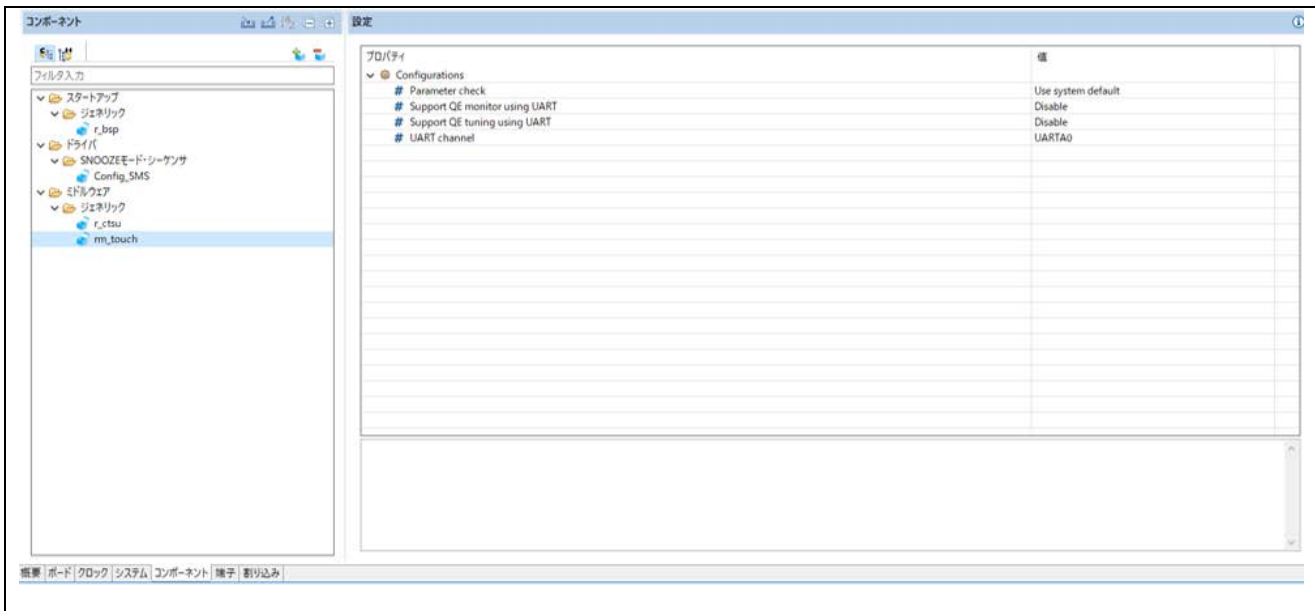 コンポーネント
フィルタ入力
スタートアップ
ジェネリック
r_bsp
ドライバ
SNOOZEモード・シーケンサ
Config_SMS
ミドルウェア
ジェネリック
r_ctsu
rm_touch
設定
プロパティ 値
Configurations
# Parameter check Use system default
# Support QE monitor using UART Disable
# Support QE tuning using UART Disable
# UART channel UARTA0
概要 ボード クロック システム コンポーネント 端子 割り込み